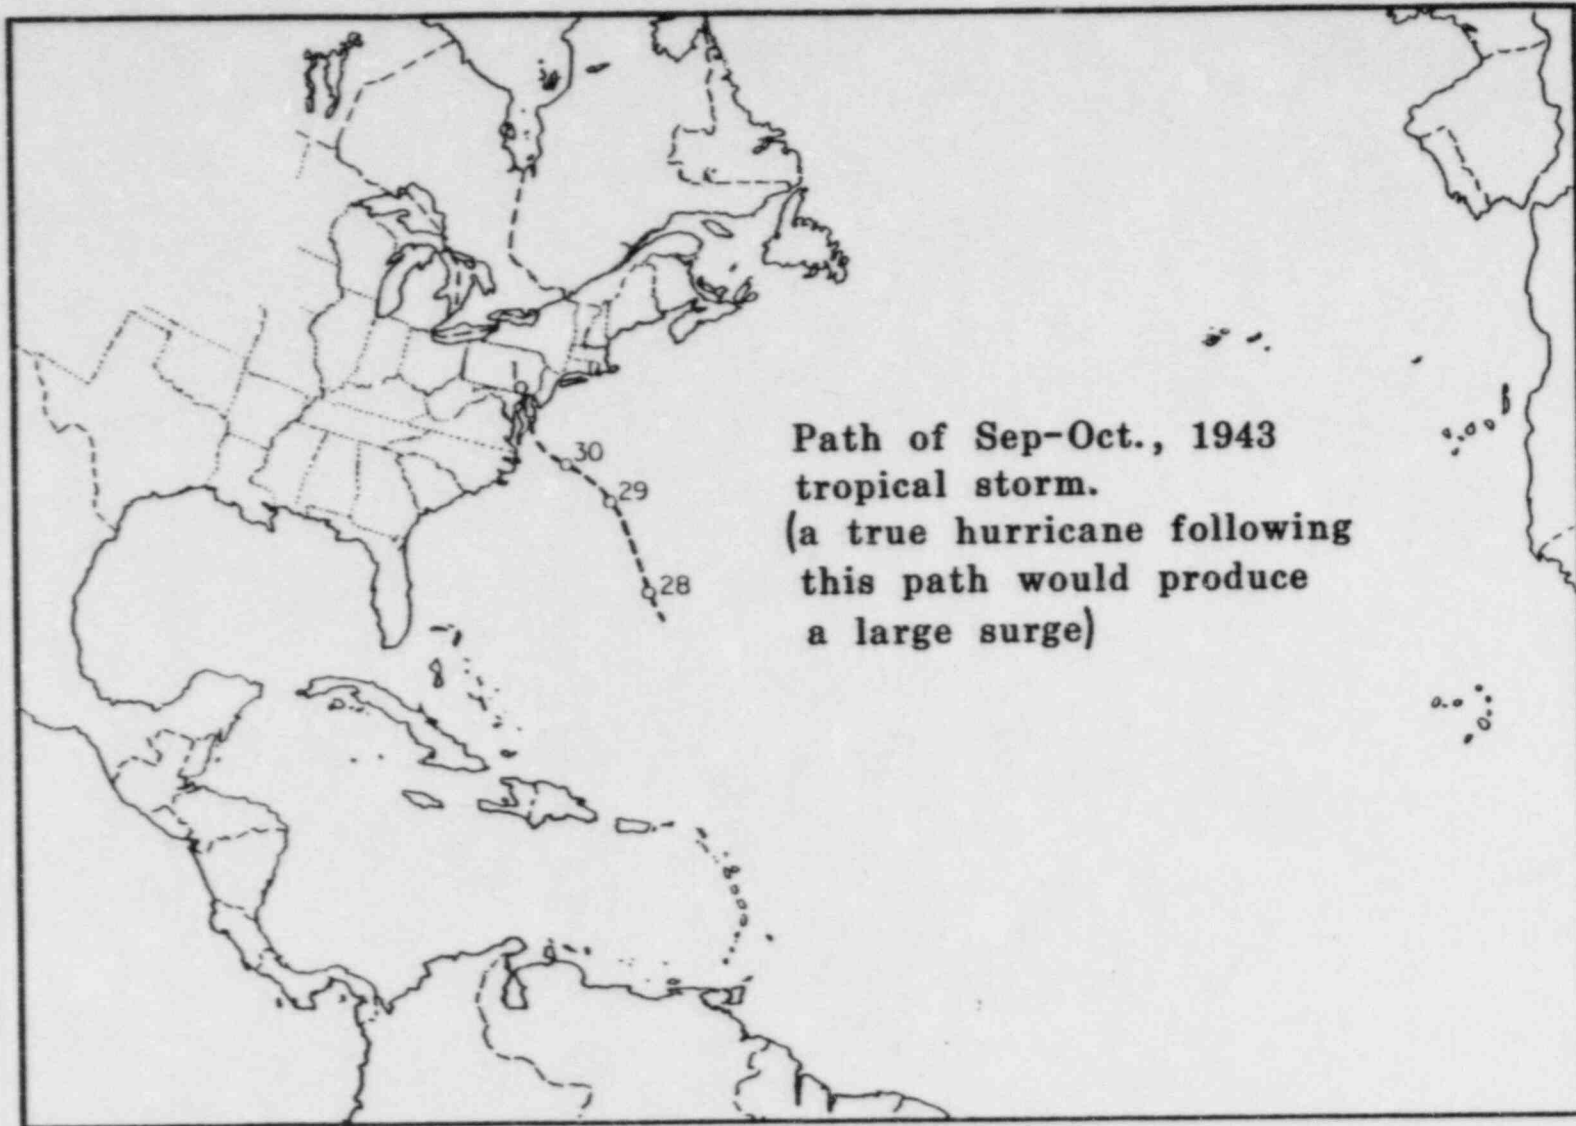 Path of Sep-Oct., 1943
tropical storm.
(a true hurricane following
this path would produce
a large surge)
30
29
28